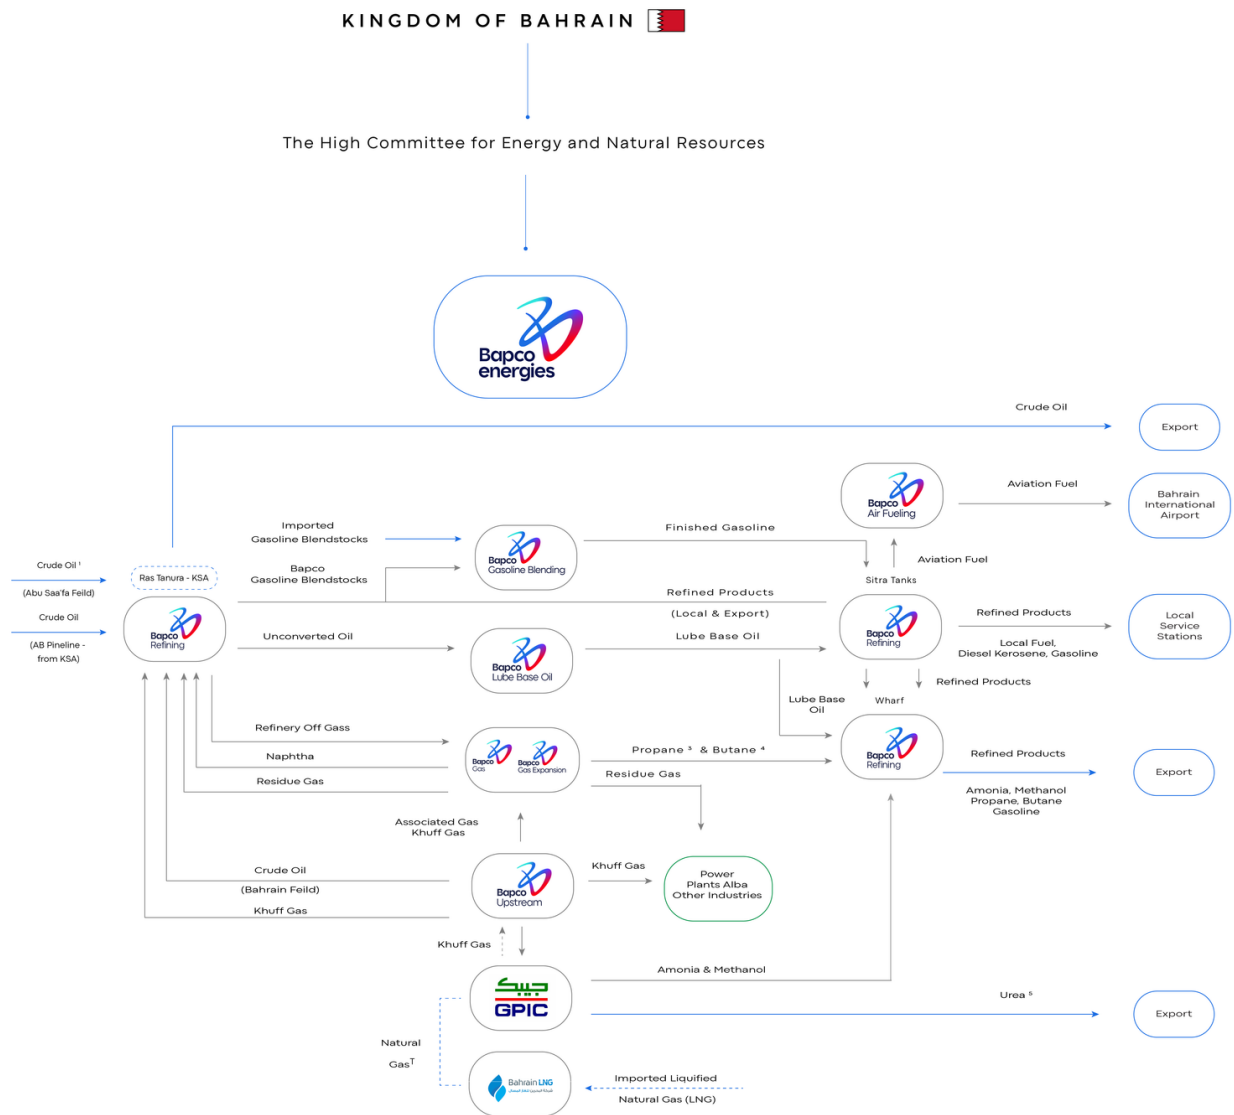 KINGDOM OF BAHRAIN
The High Committee for Energy and Natural Resources
Bapco
energies
Crude Oil
Export
Bapco
Air Fueling
Aviation Fuel
Bahrain
International
Airport
Imported
Gasoline Blendstocks
Bapco
Gasoline Blending
Finished Gasoline
Aviation Fuel
Bapco
Gasoline Blendstocks
Crude Oil ¹
(Abu Saa'fa Feild)
Ras Tanura - KSA
Sitra Tanks
Refined Products
(Local & Export)
Crude Oil
(AB Pineline -
from KSA)
Bapco
Refining
Unconverted Oil
Bapco
Lube Base Oil
Lube Base Oil
Bapco
Refining
Refined Products
Local Fuel,
Diesel Kerosene, Gasoline
Local
Service
Stations
Refined Products
Lube Base
Oil
Wharf
Refinery Off Gass
Naphtha
Residue Gas
Bapco
Gas
Bapco
Gas Expansion
Propane ³ & Butane ⁴
Residue Gas
Bapco
Refining
Refined Products
Amonia, Methanol
Propane, Butane
Gasoline
Export
Associated Gas
Khuff Gas
Crude Oil
(Bahrain Feild)
Khuff Gas
Bapco
Upstream
Khuff Gas
Power
Plants Alba
Other Industries
Khuff Gas
جيبك
GPIC
Amonia & Methanol
Urea ⁵
Export
Natural
Gasᵀ
Bahrain LNG
Imported Liquified
Natural Gas (LNG)